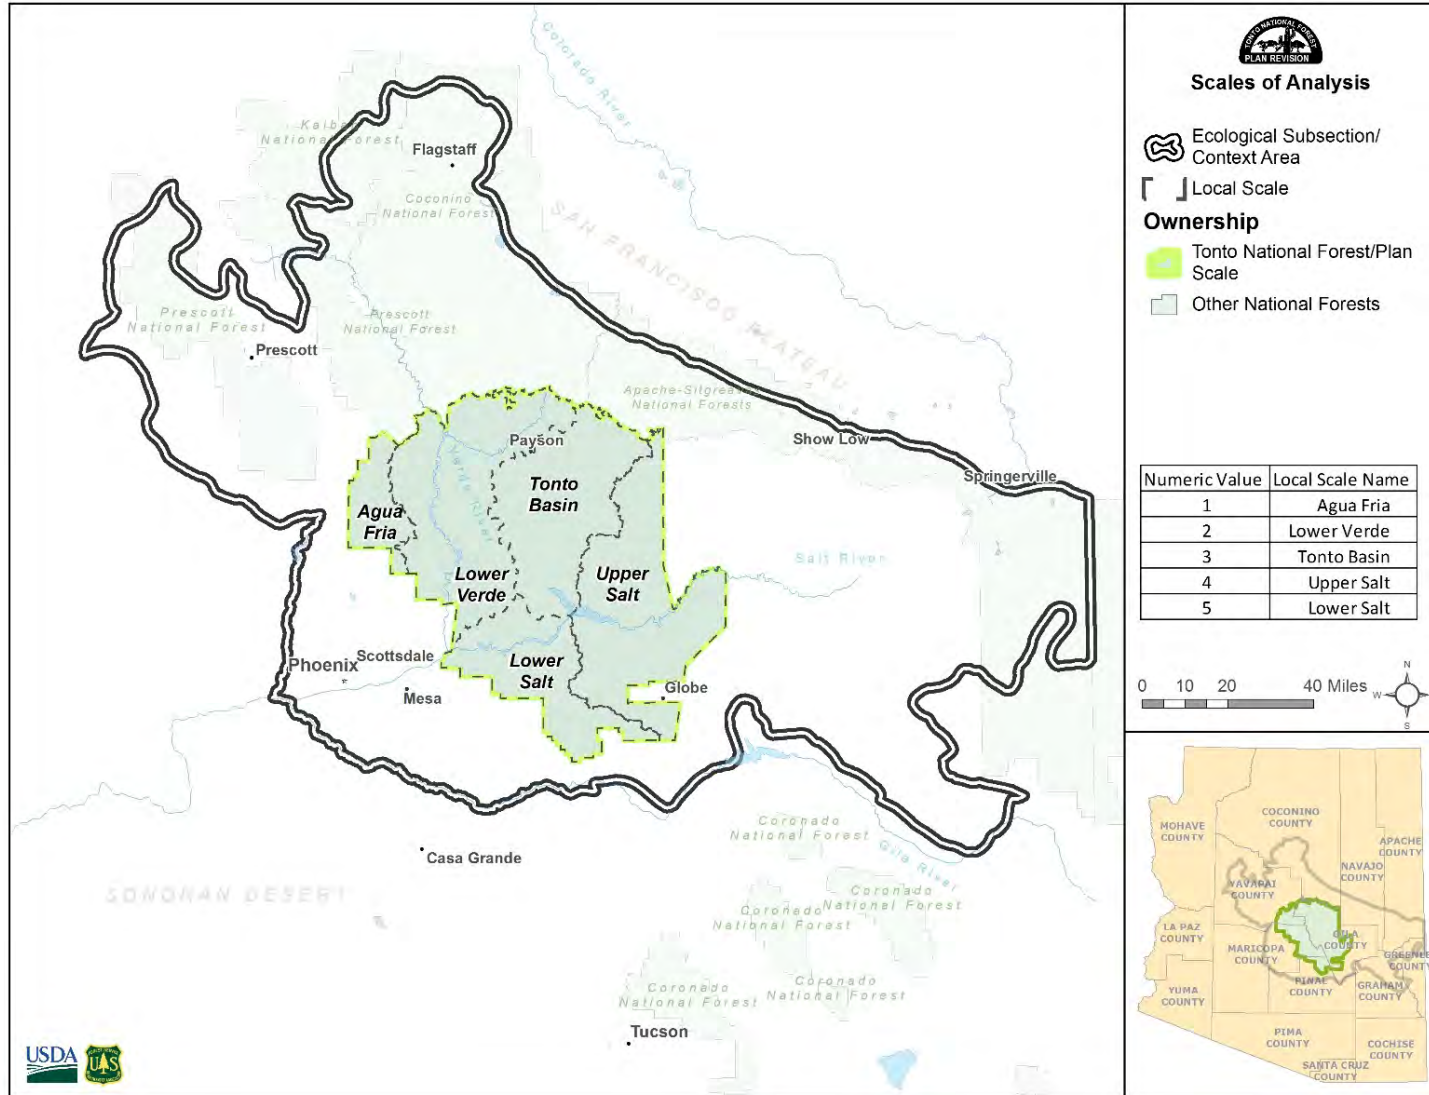 Colorado River
Kaibab
National Forest
Flagstaff
Coconino
National Forest
SAN FRANCISCO PLATEAU
Prescott
National Forest
Prescott
National Forest
Prescott
Apache-Sitgreaves
National Forests
Show Low
Springerville
Payson
Verde River
Tonto
Basin
Agua
Fria
Lower
Verde
Upper
Salt
Salt River
Phoenix
Scottsdale
Mesa
Lower
Salt
Globe
Casa Grande
SONORAN DESERT
Coronado
National Forest
Gila River
Coronado
National Forest
Coronado
National Forest
Coronado
National Forest
Coronado
National Forest
Tucson
USDA
U S
TONTO NATIONAL FOREST
PLAN REVISION
Scales of Analysis
Ecological Subsection/
Context Area
Local Scale
Ownership
Tonto National Forest/Plan
Scale
Other National Forests
Numeric Value Local Scale Name
1 Agua Fria
2 Lower Verde
3 Tonto Basin
4 Upper Salt
5 Lower Salt
0 10 20 40 Miles
N
W
S
COCONINO
COUNTY
MOHAVE
COUNTY
APACHE
COUNTY
NAVAJO
COUNTY
YAVAPAI
COUNTY
LA PAZ
COUNTY
GILA
COUNTY
MARICOPA
COUNTY
GREENLEE
COUNTY
PINAL
COUNTY
GRAHAM
COUNTY
YUMA
COUNTY
PIMA
COUNTY
COCHISE
COUNTY
SANTA CRUZ
COUNTY